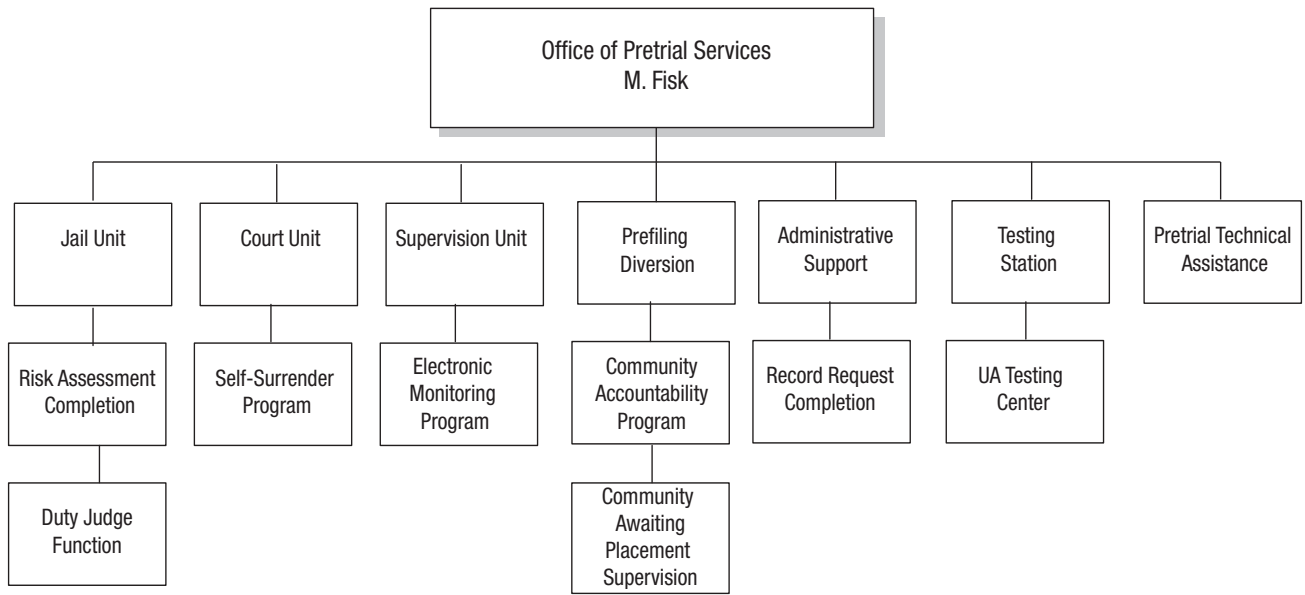 Office of Pretrial Services
M. Fisk
Jail Unit
Court Unit
Supervision Unit
Prefiling
Diversion
Administrative
Support
Testing
Station
Pretrial Technical
Assistance
Risk Assessment
Completion
Self-Surrender
Program
Electronic
Monitoring
Program
Community
Accountability
Program
Record Request
Completion
UA Testing
Center
Duty Judge
Function
Community
Awaiting
Placement
Supervision